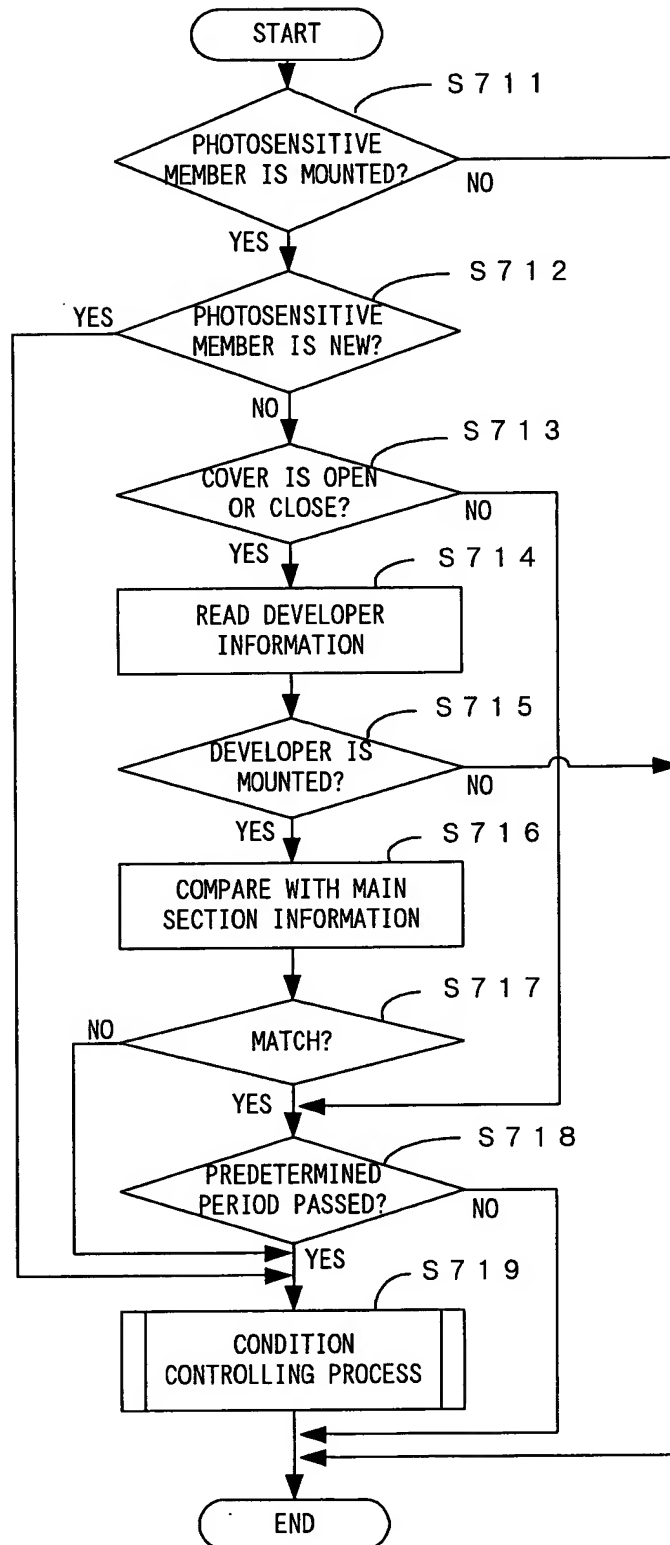 START
S711
PHOTOSENSITIVE
MEMBER IS MOUNTED?
NO
YES
S712
YES
PHOTOSENSITIVE
MEMBER IS NEW?
NO
S713
COVER IS OPEN
OR CLOSE?
NO
YES
S714
READ DEVELOPER
INFORMATION
S715
DEVELOPER IS
MOUNTED?
NO
YES
S716
COMPARE WITH MAIN
SECTION INFORMATION
S717
NO
MATCH?
YES
S718
PREDETERMINED
PERIOD PASSED?
NO
YES
S719
CONDITION
CONTROLLING PROCESS
END